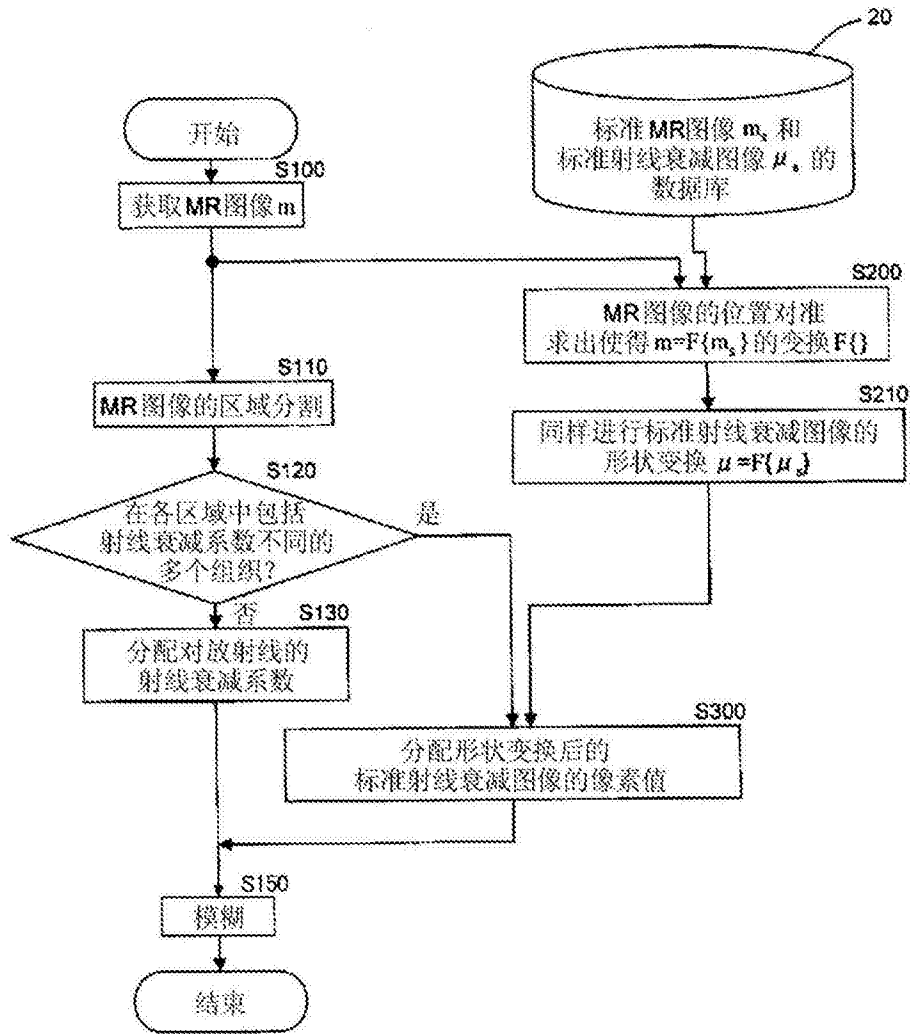 20
标准MR图像 mₛ 和
标准射线衰减图像 μₛ 的
数据库
开始
S100
获取MR图像 m
S200
MR图像的位置对准
求出使得 m=F{mₛ}的变换 F{}
S110
MR图像的区域分割
S210
同样进行标准射线衰减图像的
形状变换 μ=F{μₛ}
S120
在各区域中包括
射线衰减系数不同的
多个组织?
是
否
S130
分配对放射线的
射线衰减系数
S300
分配形状变换后的
标准射线衰减图像的像素值
S150
模糊
结束